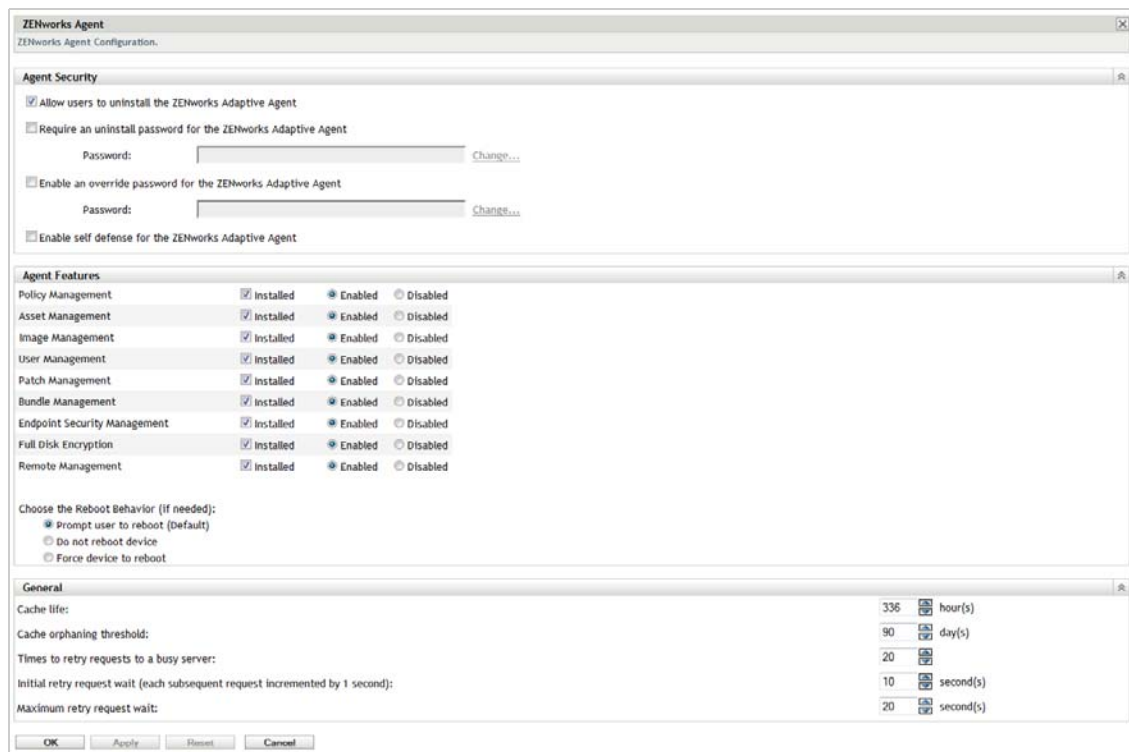 ZENworks Agent
ZENworks Agent Configuration.
Agent Security
Allow users to uninstall the ZENworks Adaptive Agent
Require an uninstall password for the ZENworks Adaptive Agent
Password: Change...
Enable an override password for the ZENworks Adaptive Agent
Password: Change...
Enable self defense for the ZENworks Adaptive Agent
Agent Features
Policy Management Installed Enabled Disabled
Asset Management Installed Enabled Disabled
Image Management Installed Enabled Disabled
User Management Installed Enabled Disabled
Patch Management Installed Enabled Disabled
Bundle Management Installed Enabled Disabled
Endpoint Security Management Installed Enabled Disabled
Full Disk Encryption Installed Enabled Disabled
Remote Management Installed Enabled Disabled
Choose the Reboot Behavior (if needed):
Prompt user to reboot (Default)
Do not reboot device
Force device to reboot
General
Cache life: 336 hour(s)
Cache orphaning threshold: 90 day(s)
Times to retry requests to a busy server: 20
Initial retry request wait (each subsequent request incremented by 1 second): 10 second(s)
Maximum retry request wait: 20 second(s)
OK Apply Reset Cancel